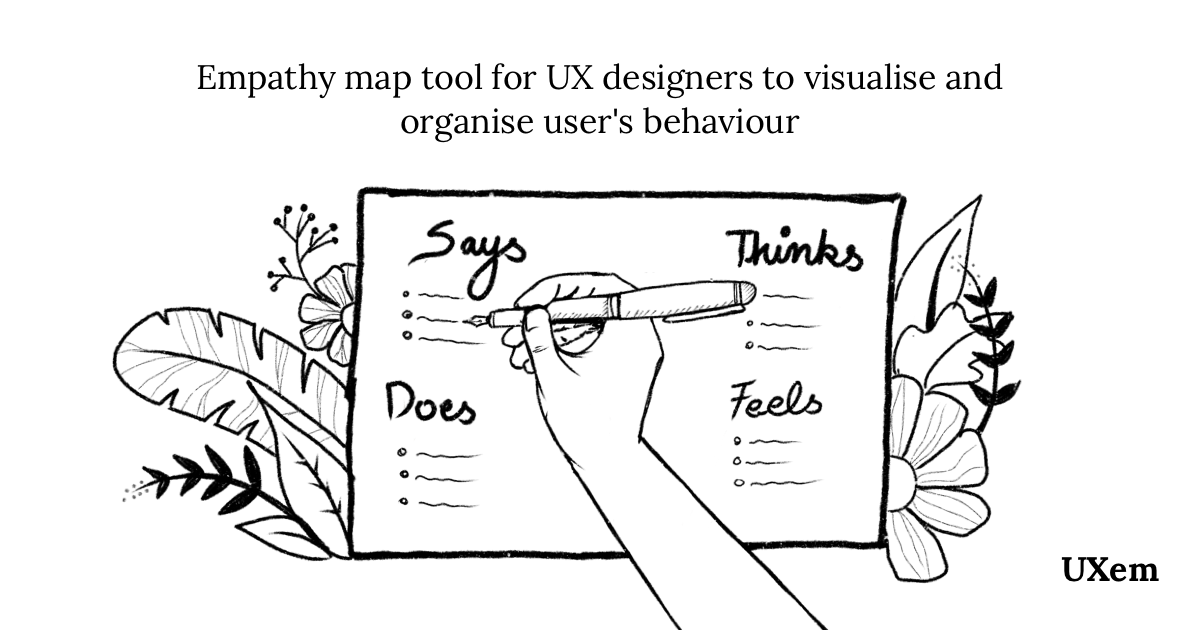 Empathy map tool for UX designers to visualise and
organise user's behaviour
Says
Thinks
Does
Feels
UXem